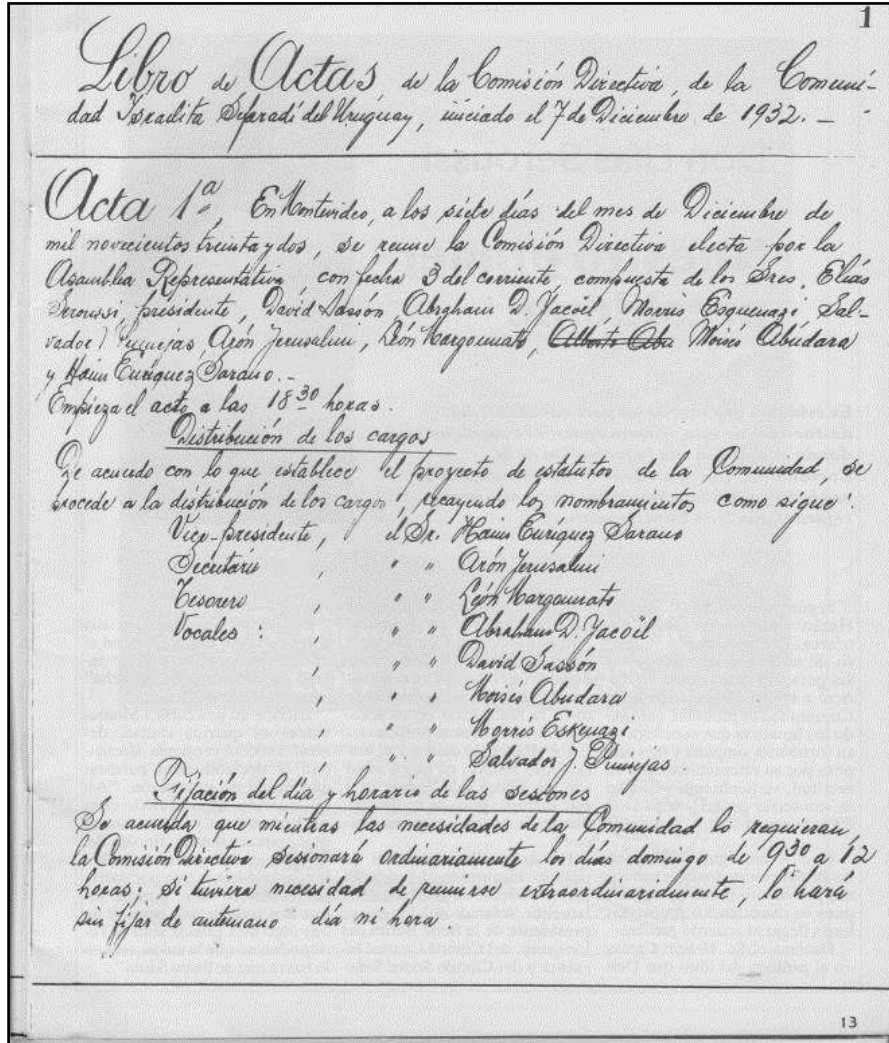 1
Libro de Actas, de la Comisión Directiva, de la Comuni-
dad Israelita Sefaradí del Uruguay, iniciado el 7 de Diciembre de 1932. —
Acta 1ª, En Montevideo, a los siete días del mes de Diciembre de
mil novecientos treinta y dos, se reune la Comisión Directiva electa por la
Asamblea Representativa, con fecha 3 del corriente, compuesta de los Sres, Elías
presidente, David Sassón, Abraham D. Yacöil, Morris Esquenazi Sal-
vador J. Arón Jerusalmi, León Margounato, Alberto Abu Moisés Abudara
y Haim Enríquez Sarano. -
Empieza el acto a las 18 30 horas.
Distribución de los cargos
De acuerdo con lo que establece el proyecto de estatutos de la Comunidad, se
procede a la distribución de los cargos, recayendo los nombramientos como sigue:
Vice-presidente, el Sr. Haim Enríquez Sarano
Secretario , " " Arón Jerusalmi
Tesorero , " " León Margounato
Vocales : , " " Abraham D. Yacöil
, " " David Sassón
, " " Moisés Abudara
, " " Morris Eskenazi
, " " Salvador J.
Fijación del día y horario de las sesiones
Se acuerda que mientras las necesidades de la Comunidad lo requieran,
la Comisión Directiva sesionará ordinariamente los días domingo de 9 30 a 12
horas; si tuviera necesidad de reunirse extraordinariamente, lo hará
sin fijar de antemano día ni hora
13